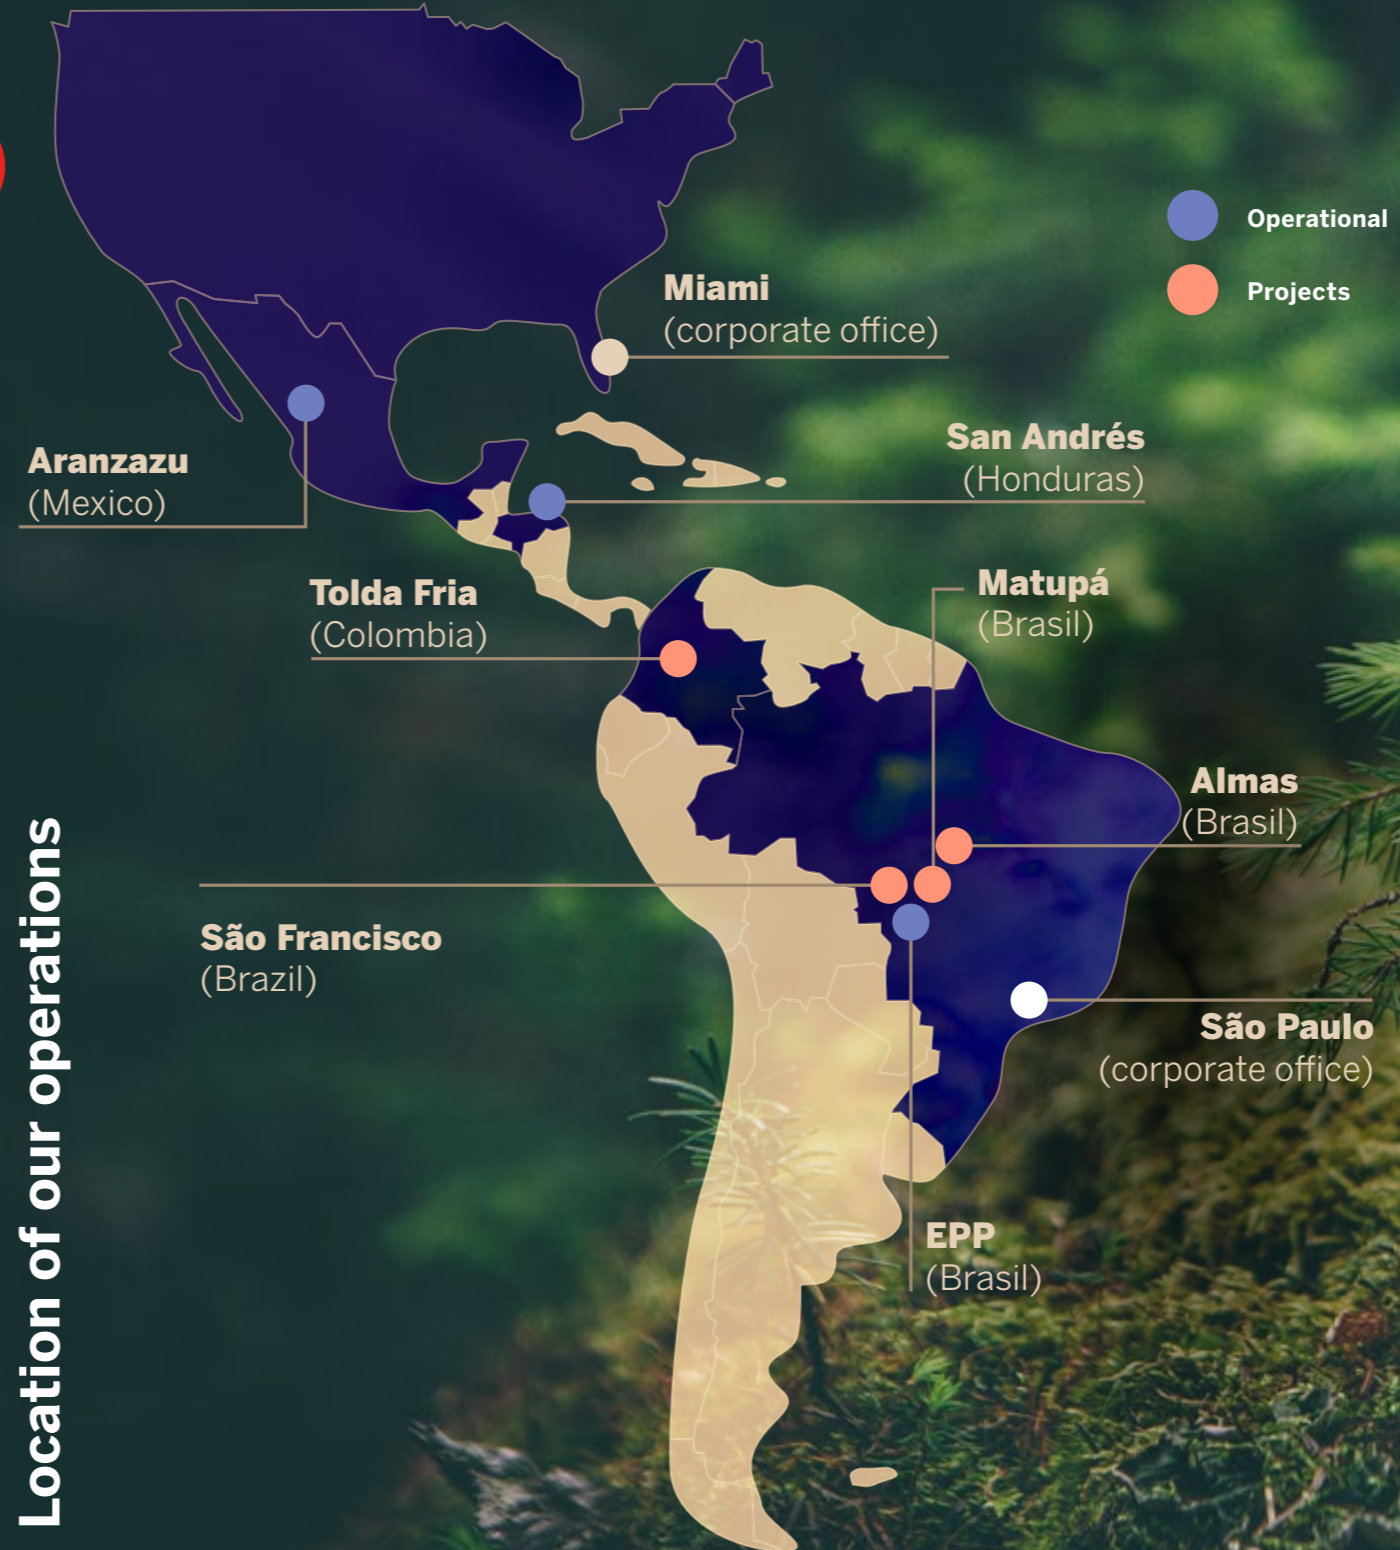 Location of our operations
Operational
Projects
Miami
(corporate office)
San Andrés
(Honduras)
Aranzazu
(Mexico)
Tolda Fria
(Colombia)
Matupá
(Brasil)
Almas
(Brasil)
São Francisco
(Brazil)
São Paulo
(corporate office)
EPP
(Brasil)